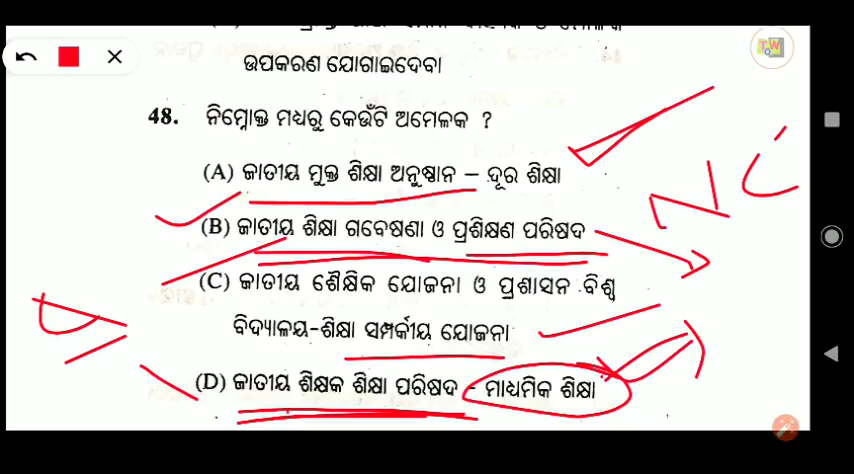 ଉପକରଣ ଯୋଗାଇଦେବା
48. ନିମ୍ନୋକ୍ତ ମଧ୍ୟରୁ କେଉଁଟି ଅମେଳକ ?
(A) ଜାତୀୟ ମୁକ୍ତ ଶିକ୍ଷା ଅନୁଷ୍ଠାନ – ଦୂର ଶିକ୍ଷା
(B) ଜାତୀୟ ଶିକ୍ଷା ଗବେଷଣା ଓ ପ୍ରଶିକ୍ଷଣ ପରିଷଦ
(C) ଜାତୀୟ ଶୈକ୍ଷିକ ଯୋଜନା ଓ ପ୍ରଶାସନ ବିଶ୍ୱ
ବିଦ୍ୟାଳୟ-ଶିକ୍ଷା ସମ୍ପର୍କୀୟ ଯୋଜନା
(D) ଜାତୀୟ ଶିକ୍ଷକ ଶିକ୍ଷା ପରିଷଦ - ମାଧ୍ୟମିକ ଶିକ୍ଷା
NC